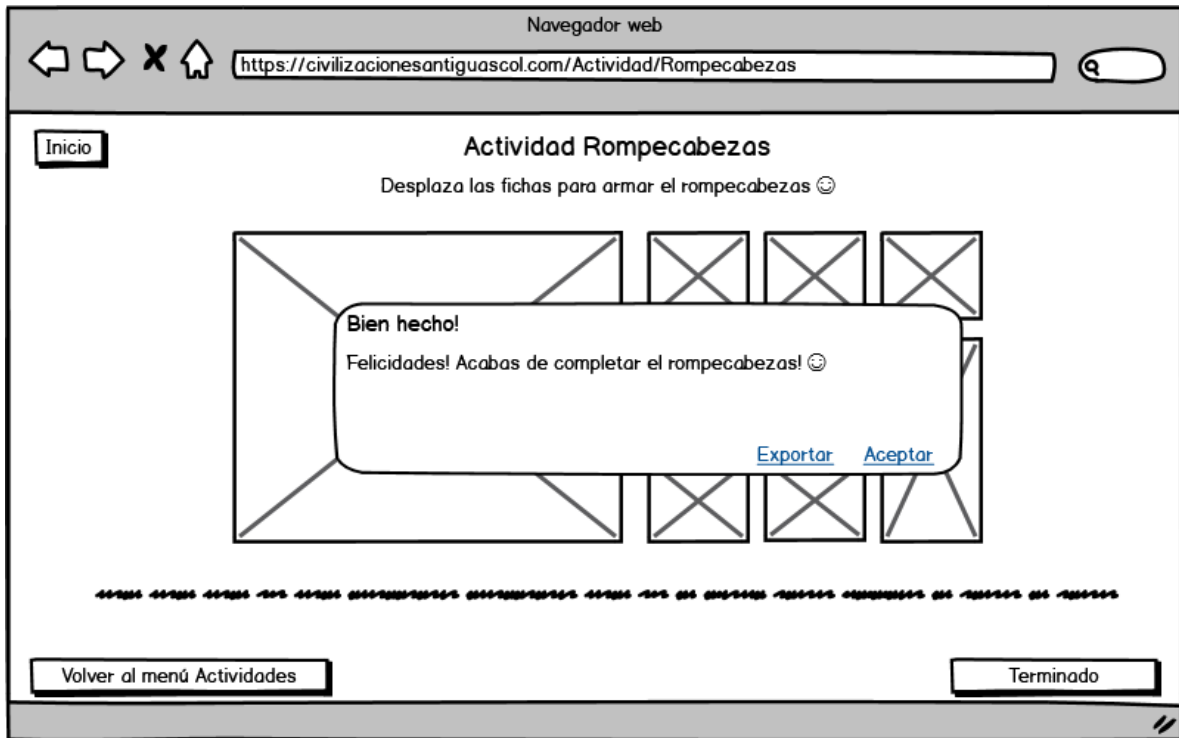 Navegador web
https://civilizacionesantiguascol.com/Actividad/Rompecabezas
Inicio
Actividad Rompecabezas
Desplaza las fichas para armar el rompecabezas ☺
Bien hecho!
Felicidades! Acabas de completar el rompecabezas! ☺
Exportar Aceptar
Volver al menú Actividades
Terminado